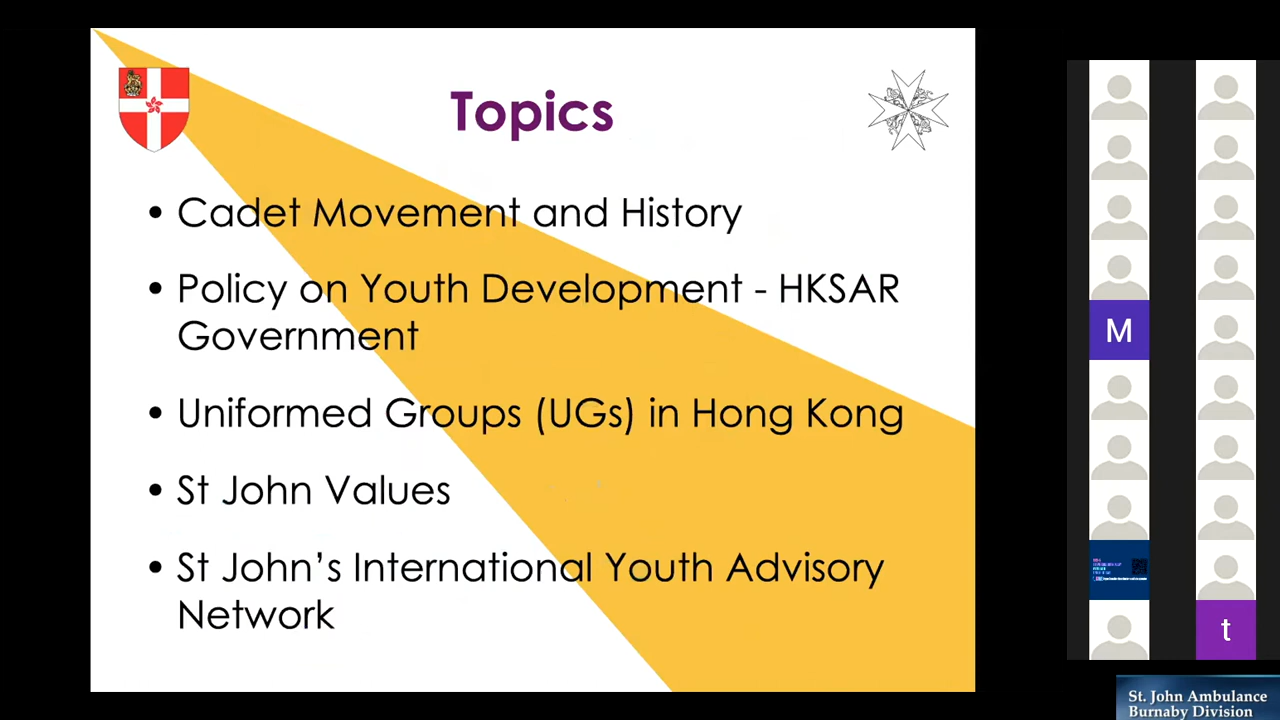 Topics
• Cadet Movement and History
• Policy on Youth Development - HKSAR
Government
• Uniformed Groups (UGs) in Hong Kong
• St John Values
• St John’s International Youth Advisory
Network
M
t
St. John Ambulance
Burnaby Division